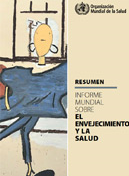 Organización
Mundial de la Salud
RESUMEN
INFORME
MUNDIAL
SOBRE
EL
ENVEJECIMIENTO
Y LA
SALUD